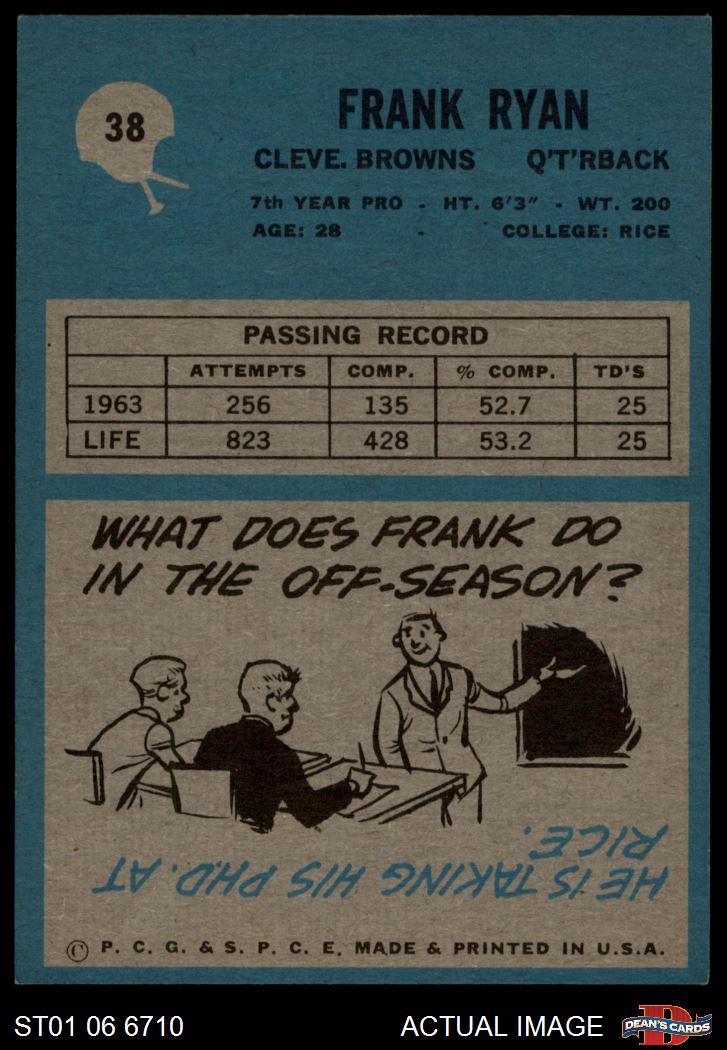 38
FRANK RYAN
CLEVE. BROWNS Q'T'RBACK
7th YEAR PRO - HT. 6'3" - WT. 200
AGE: 28 - COLLEGE: RICE
PASSING RECORD
ATTEMPTS COMP. % COMP. TD'S
1963 256 135 52.7 25
LIFE 823 428 53.2 25
WHAT DOES FRANK DO
IN THE OFF-SEASON?
HE IS TAKING HIS PHD. AT
RICE.
© P. C. G. & S. P. C. E. MADE & PRINTED IN U.S.A.
ST01 06 6710 ACTUAL IMAGE D DEAN'S CARDS